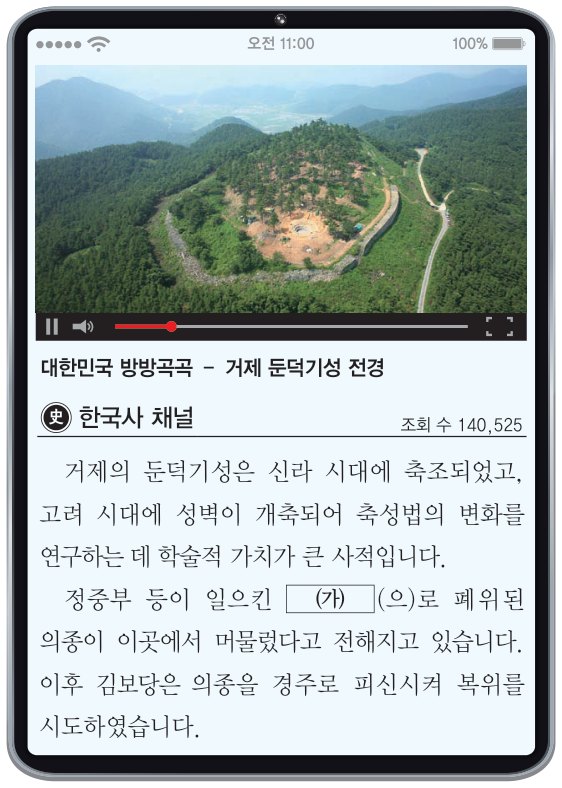 오전 11:00
100%
대한민국 방방곡곡 - 거제 둔덕기성 전경
史 한국사 채널
조회 수 140,525
거제의 둔덕기성은 신라 시대에 축조되었고,
고려 시대에 성벽이 개축되어 축성법의 변화를
연구하는 데 학술적 가치가 큰 사적입니다.
정중부 등이 일으킨 (가) (으)로 폐위된
의종이 이곳에서 머물렀다고 전해지고 있습니다.
이후 김보당은 의종을 경주로 피신시켜 복위를
시도하였습니다.